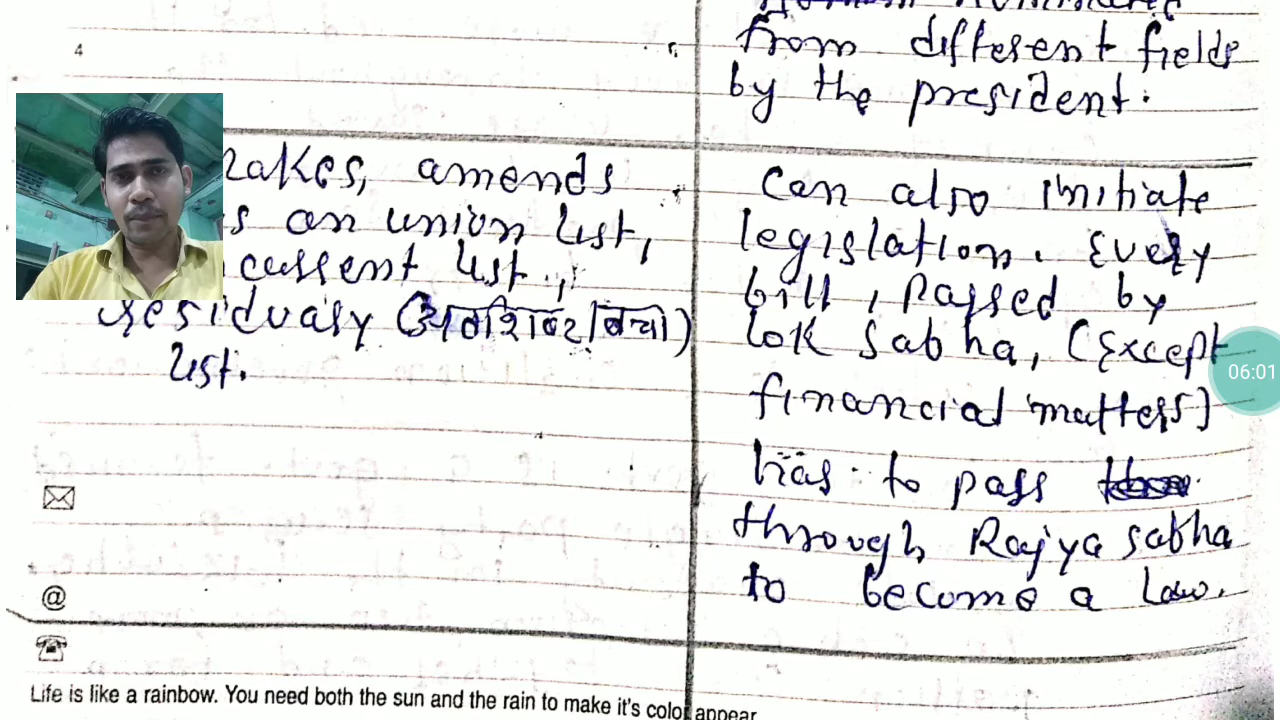 4
from different fields
by the president.
makes, amends
s on union list,
current list,
residuary (
list.
Can also initiate
legislation. Every
bill, passed by
Lok Sabha, (Except
financial matters)
has to pass
through Rajya Sabha
to become a Law.
06:01
@
Life is like a rainbow. You need both the sun and the rain to make it's color appear